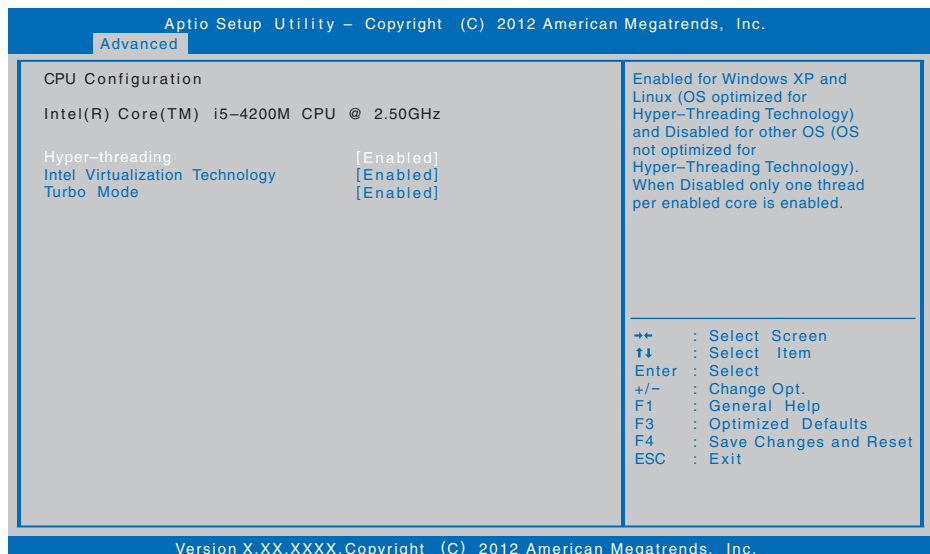 Aptio Setup Utility – Copyright (C) 2012 American Megatrends, Inc.
Advanced
CPU Configuration
Intel(R) Core(TM) i5–4200M CPU @ 2.50GHz
Hyper–threading [Enabled]
Intel Virtualization Technology [Enabled]
Turbo Mode [Enabled]
Enabled for Windows XP and
Linux (OS optimized for
Hyper–Threading Technology)
and Disabled for other OS (OS
not optimized for
Hyper–Threading Technology).
When Disabled only one thread
per enabled core is enabled.
→← : Select Screen
↑↓ : Select Item
Enter : Select
+/− : Change Opt.
F1 : General Help
F3 : Optimized Defaults
F4 : Save Changes and Reset
ESC : Exit
Version X.XX.XXXX.Copyright (C) 2012 American Megatrends, Inc.